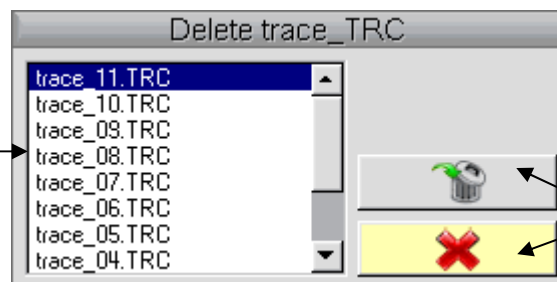 Delete trace_TRC
trace_11.TRC
trace_10.TRC
trace_09.TRC
trace_08.TRC
trace_07.TRC
trace_06.TRC
trace_05.TRC
trace_04.TRC